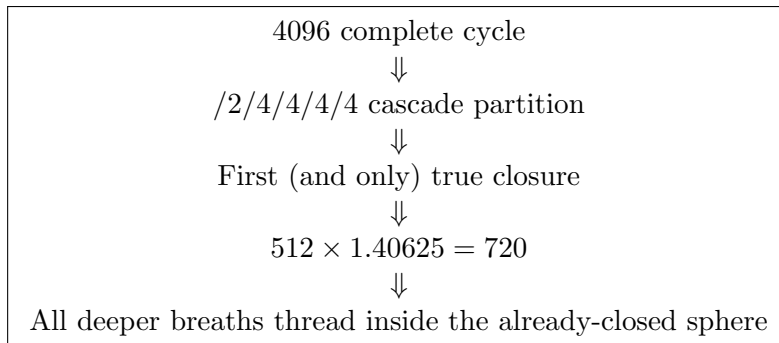 4096 complete cycle
⇓
/2/4/4/4/4 cascade partition
⇓
First (and only) true closure
⇓
512 × 1.40625 = 720
⇓
All deeper breaths thread inside the already-closed sphere